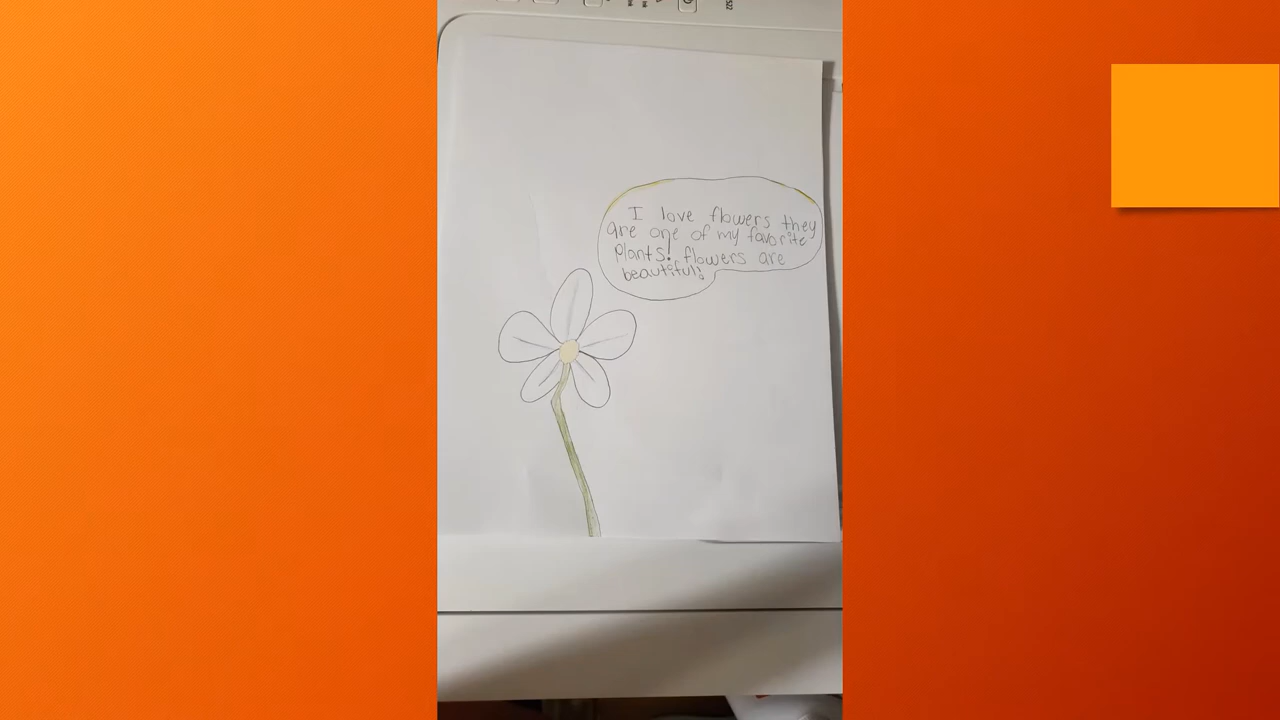 I love flowers they
are one of my favorite
plants! flowers are
beautiful!